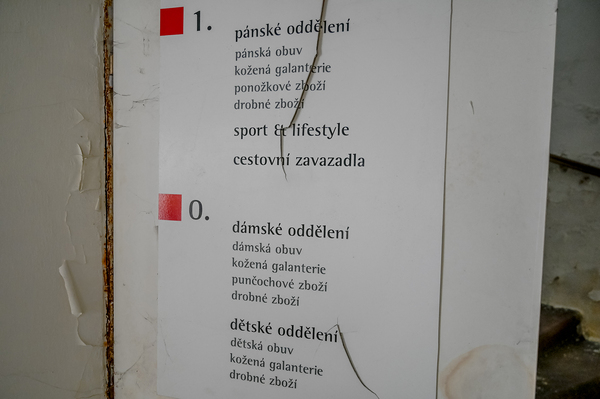 1.
pánské oddělení
pánská obuv
kožená galanterie
ponožkové zboží
drobné zboží
sport & lifestyle
cestovní zavazadla
0.
dámské oddělení
dámská obuv
kožená galanterie
punčochové zboží
drobné zboží
dětské oddělení
dětská obuv
kožená galanterie
drobné zboží